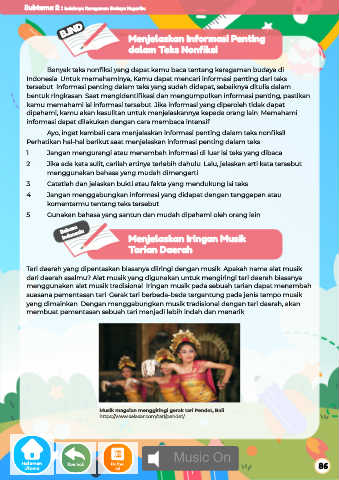 Subtema 2 : Indahnya Keragaman Budaya Negeriku
BIND
Menjelaskan Informasi Penting
dalam Teks Nonfiksi
Banyak teks nonfiksi yang dapat kamu baca tentang keragaman budaya di
Indonesia Untuk memahaminya, Kamu dapat mencari informasi penting dari teks
tersebut Informasi penting dalam teks yang sudah didapat, sebaiknya ditulis dalam
bentuk ringkasan Saat mengidentifikasi dan mengumpulkan informasi penting, pastikan
kamu memahami isi informasi tersebut Jika informasi yang diperoleh tidak dapat
dipahami, kamu akan kesulitan untuk menjelaskannya kepada orang lain Memahami
informasi dapat dilakukan dengan cara membaca intensif
Ayo, ingat kembali cara menjelaskan informasi penting dalam teks nonfiksi!
Perhatikan hal-hal berikut saat menjelaskan informasi penting dalam teks
1 Jangan mengurangi atau menambah informasi di luar isi teks yang dibaca
2 Jika ada kata sulit, carilah artinya terlebih dahulu Lalu, jelaskan arti kata tersebut
menggunakan bahasa yang mudah dimengerti
3 Catatlah dan jelaskan bukti atau fakta yang mendukung isi teks
4 Jangan menggabungkan informasi yang didapat dengan tanggapan atau
komentarmu tentang teks tersebut
5 Gunakan bahasa yang santun dan mudah dipahami oleh orang lain
Menjelaskan Iringan Musik
Tarian Daerah
Tari daerah yang dipentaskan biasanya diiringi dengan musik Apakah nama alat musik
dari daerah asalmu? Alat musik yang digunakan untuk mengiringi tari daerah biasanya
menggunakan alat musik tradisional Iringan musik pada sebuah tarian dapat menambah
suasana pementasan tari Gerak tari berbeda-beda tergantung pada jenis tempo musik
yang dimainkan Dengan menggabungkan musik tradisional dengan tari daerah, akan
membuat pementasan sebuah tari menjadi lebih indah dan menarik
Musik Magalan menggiringi gerak tari Pendet, Bali
Halaman
Utama
Kembali
Music On
86